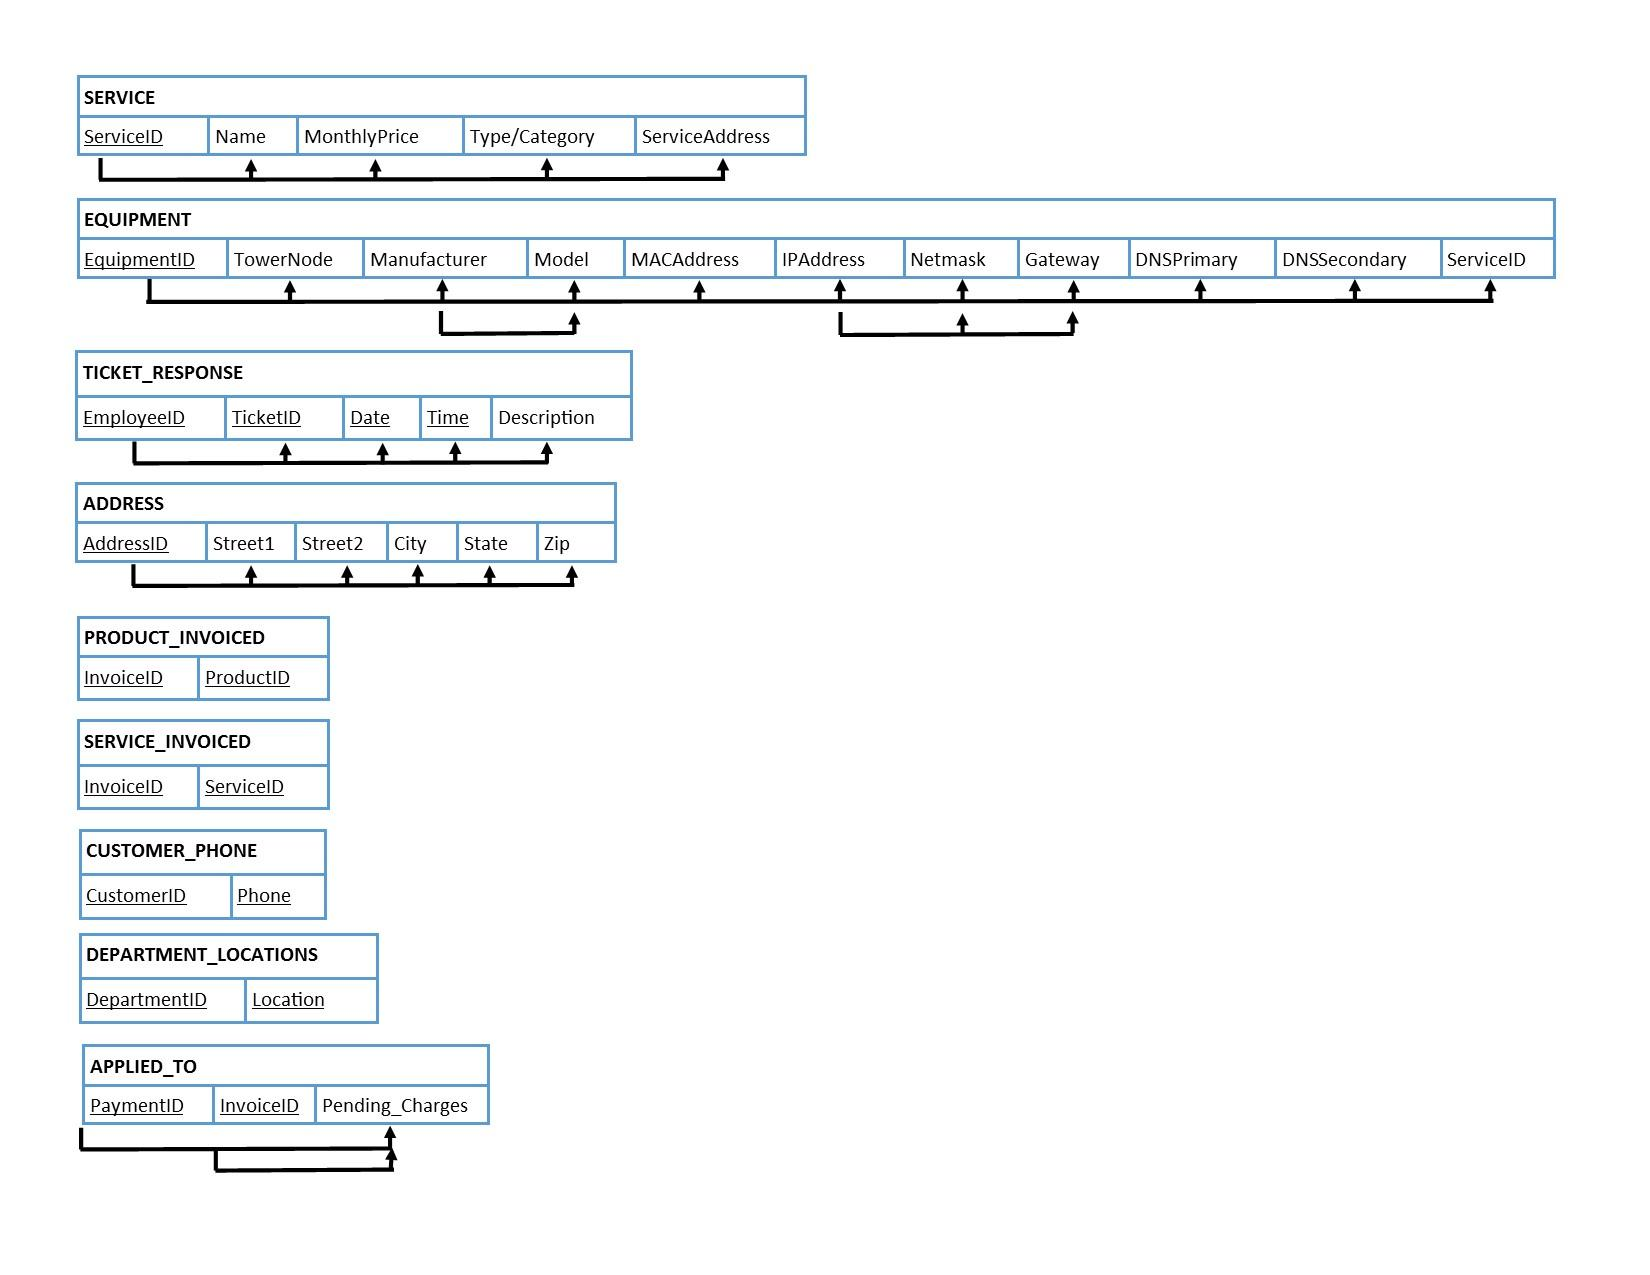 SERVICE
ServiceID Name MonthlyPrice Type/Category ServiceAddress
EQUIPMENT
EquipmentID TowerNode Manufacturer Model MACAddress IPAddress Netmask Gateway DNSPrimary DNSSecondary ServiceID
TICKET_RESPONSE
EmployeeID TicketID Date Time Description
ADDRESS
AddressID Street1 Street2 City State Zip
PRODUCT_INVOICED
InvoiceID ProductID
SERVICE_INVOICED
InvoiceID ServiceID
CUSTOMER_PHONE
CustomerID Phone
DEPARTMENT_LOCATIONS
DepartmentID Location
APPLIED_TO
PaymentID InvoiceID Pending_Charges